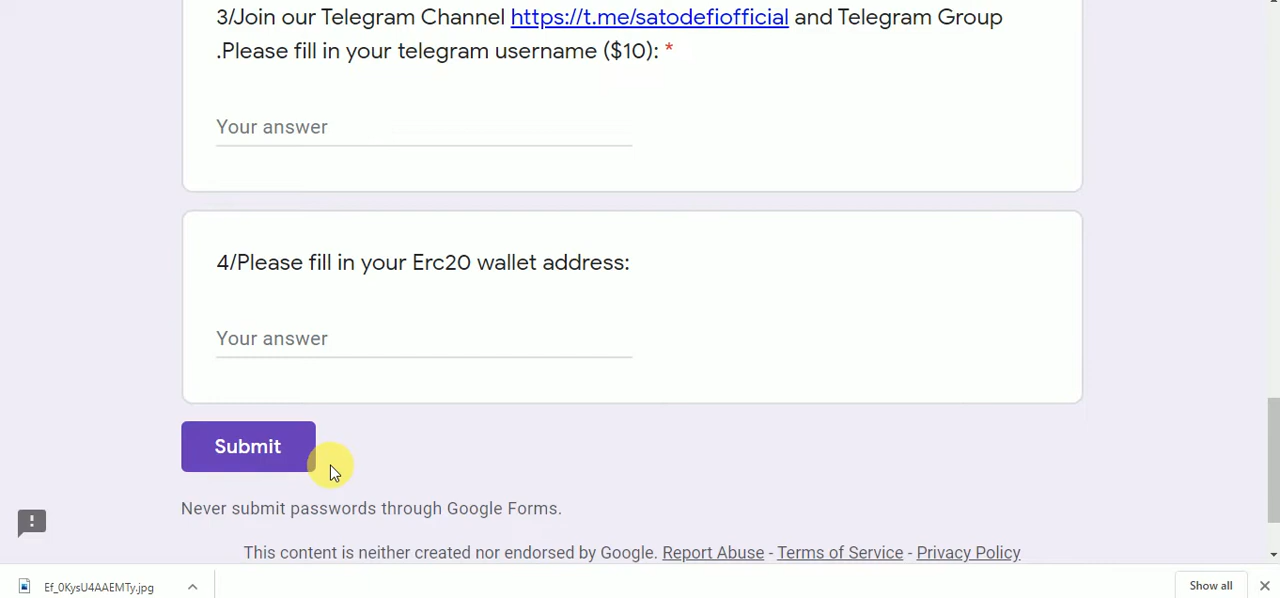 3/Join our Telegram Channel https://t.me/satodefiofficial and Telegram Group
.Please fill in your telegram username ($10): *
Your answer
4/Please fill in your Erc20 wallet address:
Your answer
Submit
Never submit passwords through Google Forms.
This content is neither created nor endorsed by Google. Report Abuse - Terms of Service - Privacy Policy
Ef_0KysU4AAEMTy.jpg
Show all